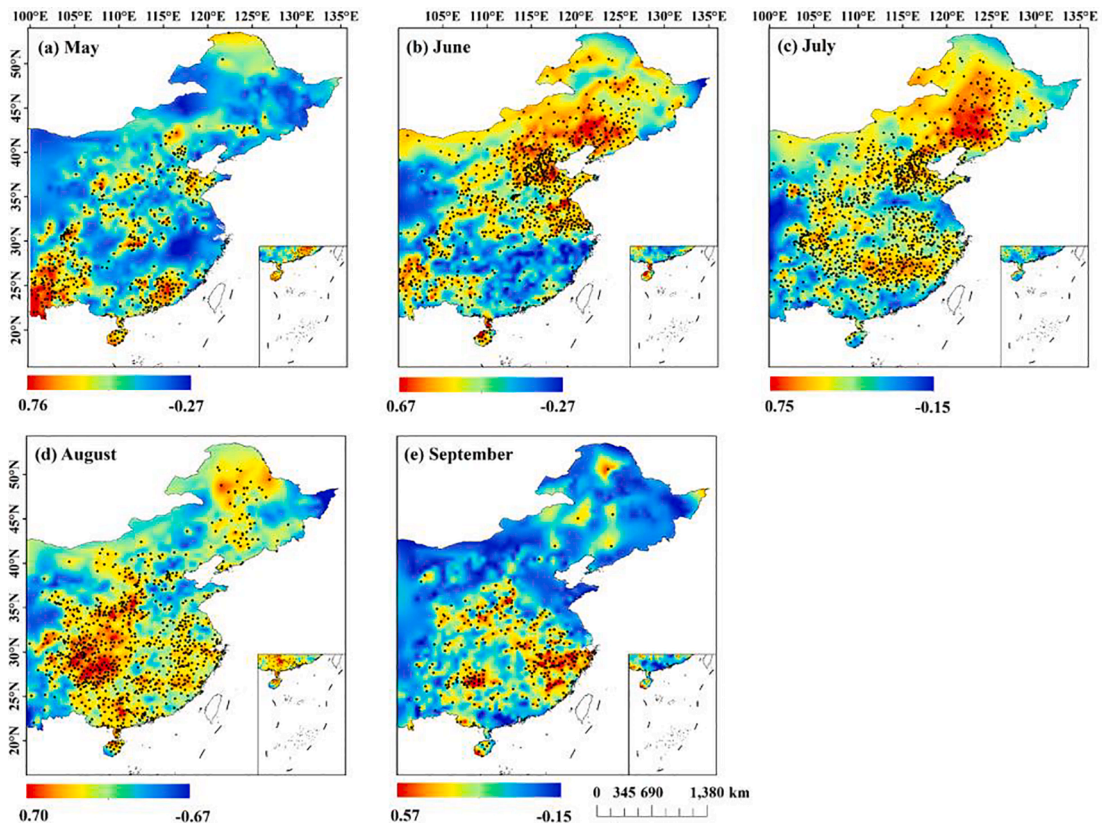 100°E 105°E 110°E 115°E 120°E 125°E 130°E 135°E
105°E 110°E 115°E 120°E 125°E 130°E 135°E
100°E 105°E 110°E 115°E 120°E 125°E 130°E 135°E
(a) May
(b) June
(c) July
50°N
45°N
40°N
35°N
30°N
25°N
20°N
0.76 -0.27
0.67 -0.27
0.75 -0.15
(d) August
(e) September
50°N
45°N
40°N
35°N
30°N
25°N
20°N
0.70 -0.67
0.57 -0.15
0 345 690 1,380 km